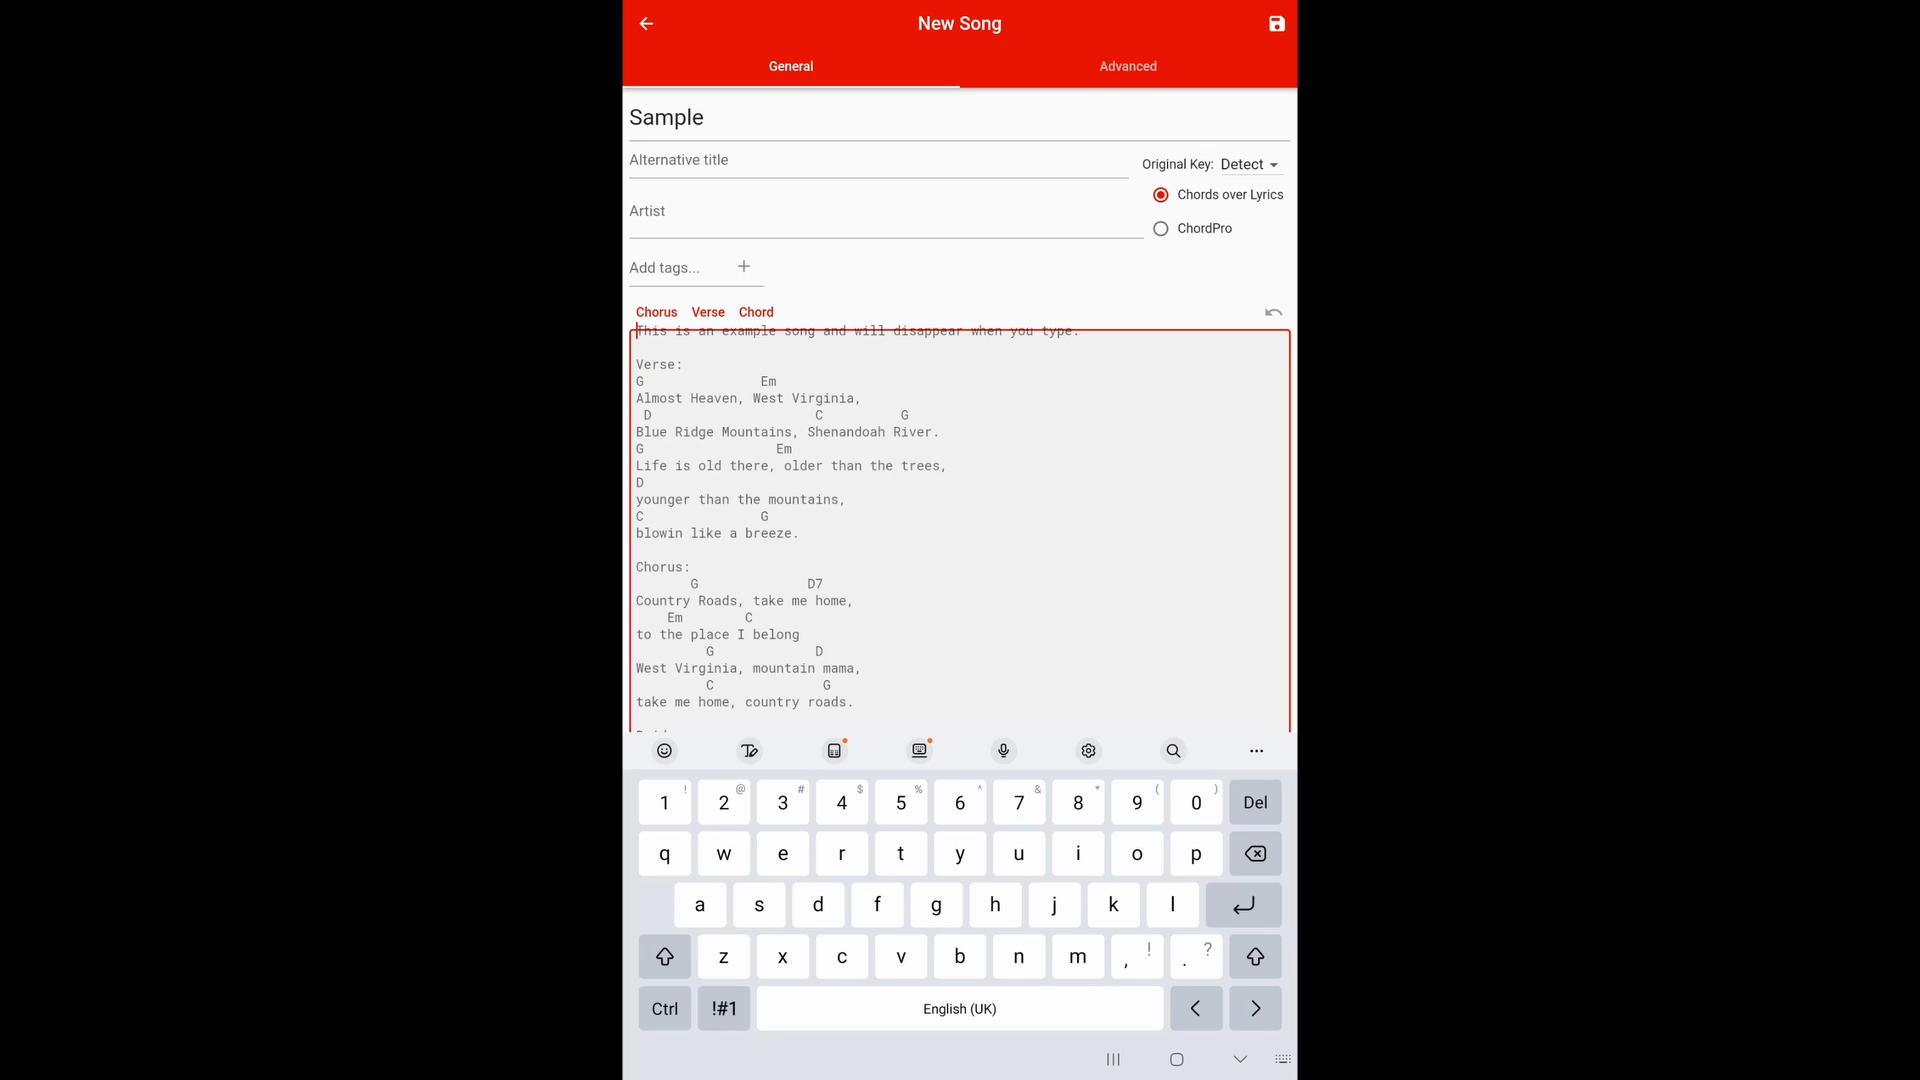 New Song
General Advanced
Sample
Alternative title
Original Key: Detect
Chords over Lyrics
Artist
ChordPro
Add tags...
Chorus Verse Chord
This is an example song and will disappear when you type.
Verse:
G Em
Almost Heaven, West Virginia,
D C G
Blue Ridge Mountains, Shenandoah River.
G Em
Life is old there, older than the trees,
D
younger than the mountains,
C G
blowin like a breeze.
Chorus:
G D7
Country Roads, take me home,
Em C
to the place I belong
G D
West Virginia, mountain mama,
C G
take me home, country roads.
! @ # $ % ^ & * ( )
1 2 3 4 5 6 7 8 9 0 Del
q w e r t y u i o p
a s d f g h j k l
z x c v b n m , ! . ?
Ctrl !#1 English (UK) < >